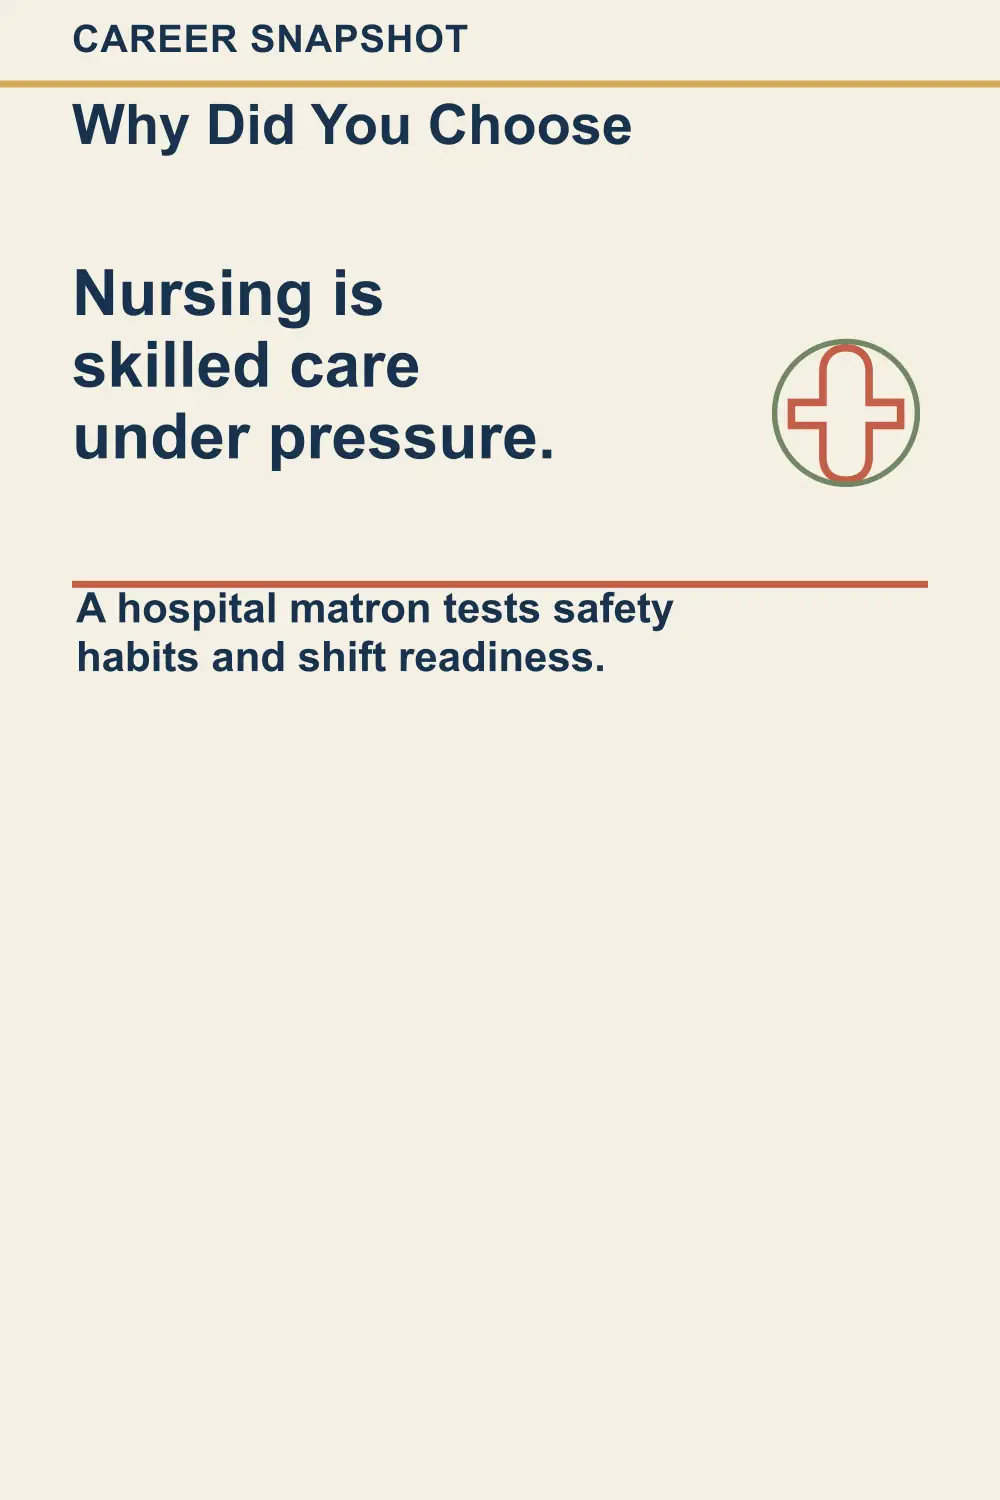 CAREER SNAPSHOT
Why Did You Choose
Nursing is
skilled care
under pressure.
A hospital matron tests safety
habits and shift readiness.